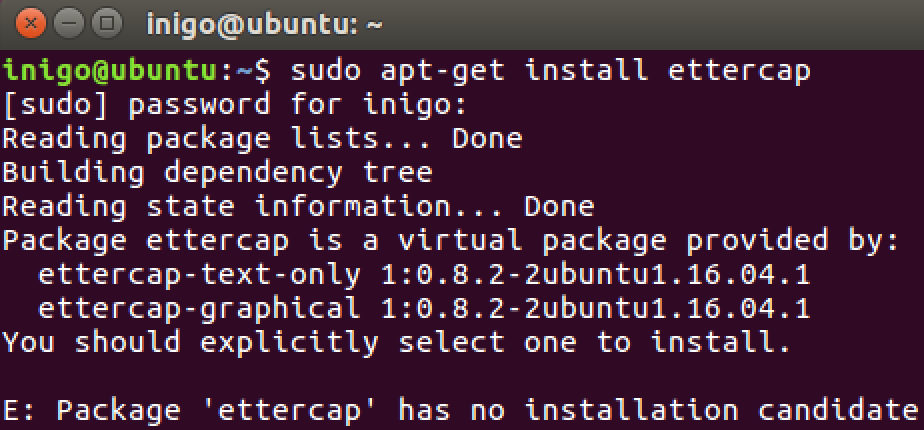 inigo@ubuntu: ~
inigo@ubuntu:~$ sudo apt-get install ettercap
[sudo] password for inigo:
Reading package lists... Done
Building dependency tree
Reading state information... Done
Package ettercap is a virtual package provided by:
  ettercap-text-only 1:0.8.2-2ubuntu1.16.04.1
  ettercap-graphical 1:0.8.2-2ubuntu1.16.04.1
You should explicitly select one to install.
E: Package 'ettercap' has no installation candidate